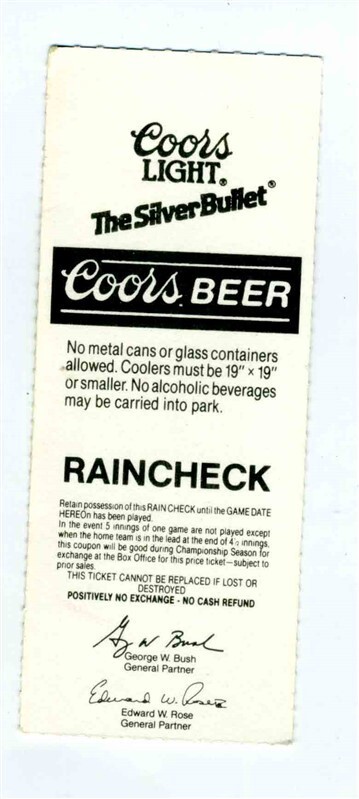 Coors
LIGHT®
The Silver Bullet®
Coors BEER
No metal cans or glass containers
allowed. Coolers must be 19" x 19"
or smaller. No alcoholic beverages
may be carried into park.
RAINCHECK
Retain possession of this RAIN CHECK until the GAME DATE
HEREOn has been played.
In the event 5 innings of one game are not played except
when the home team is in the lead at the end of 4½ innings,
this coupon will be good during Championship Season for
exchange at the Box Office for this price ticket—subject to
prior sales.
THIS TICKET CANNOT BE REPLACED IF LOST OR
DESTROYED
POSITIVELY NO EXCHANGE - NO CASH REFUND
G W Bush
George W. Bush
General Partner
Edward W. Rose
Edward W. Rose
General Partner